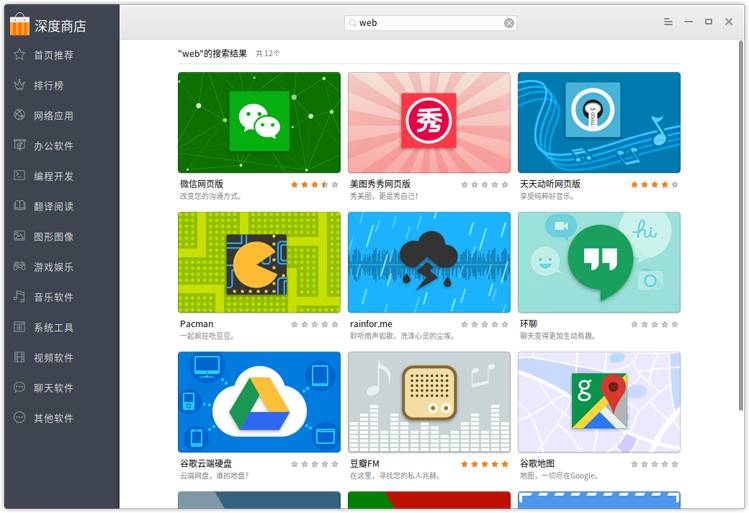 深度商店
web
首页推荐
排行榜
网络应用
办公软件
编程开发
翻译阅读
图形图像
游戏娱乐
音乐软件
系统工具
视频软件
聊天软件
其他软件
"web"的搜索结果 共12个
秀
微信网页版
改变您的沟通方式。
美图秀秀网页版
秀美图，更是秀自己！
天天动听网页版
享受纯粹好音乐。
hi
Pacman
一起疯狂吃豆豆。
rainfor.me
聆听雨声如歌，洗涤心灵的尘埃。
环聊
聊天变得更加生动有趣。
g
谷歌云端硬盘
云端网盘，谁的地盘？
豆瓣FM
在这里，寻找您的私人兆赫。
谷歌地图
地图，一切尽在Google。